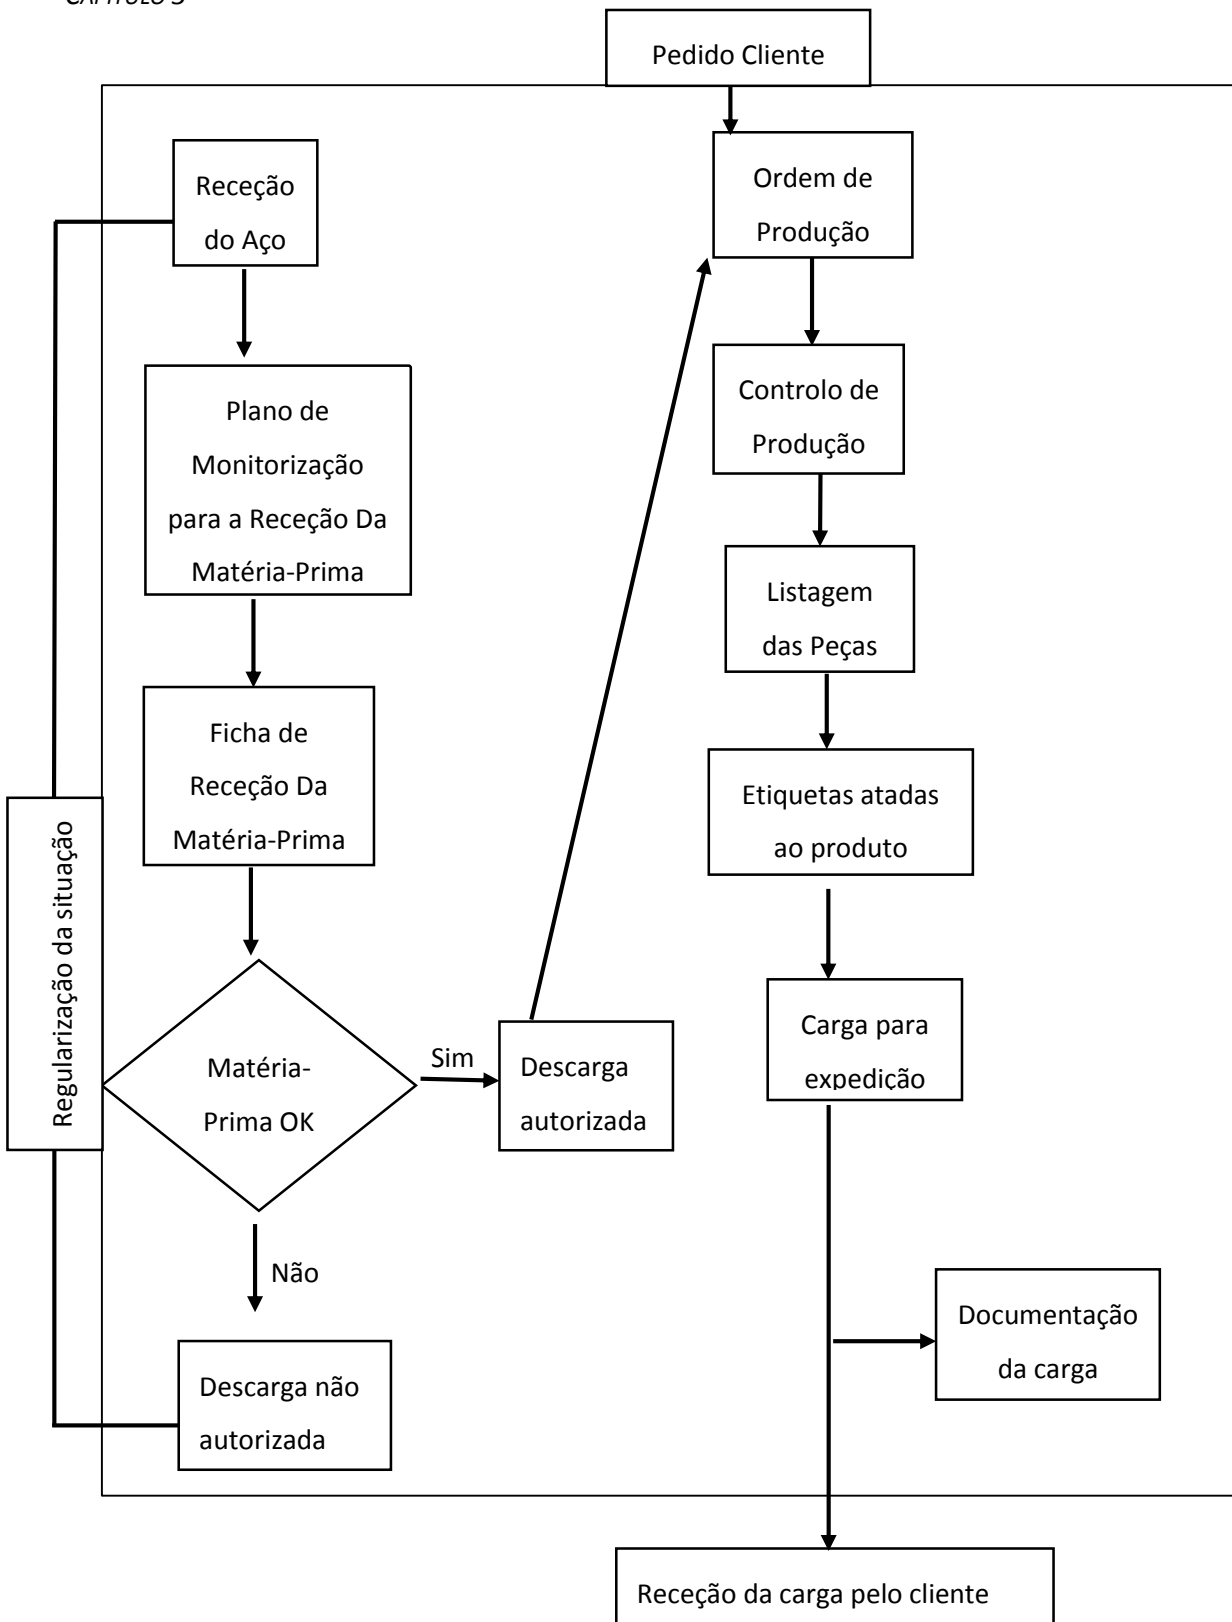 CAPÍTULO 3
Pedido Cliente
Receção
do Aço
Plano de
Monitorização
para a Receção Da
Matéria-Prima
Ficha de
Receção Da
Matéria-Prima
Regularização da situação
Matéria-
Prima OK
Sim
Descarga
autorizada
Não
Descarga não
autorizada
Ordem de
Produção
Controlo de
Produção
Listagem
das Peças
Etiquetas atadas
ao produto
Carga para
expedição
Documentação
da carga
Receção da carga pelo cliente